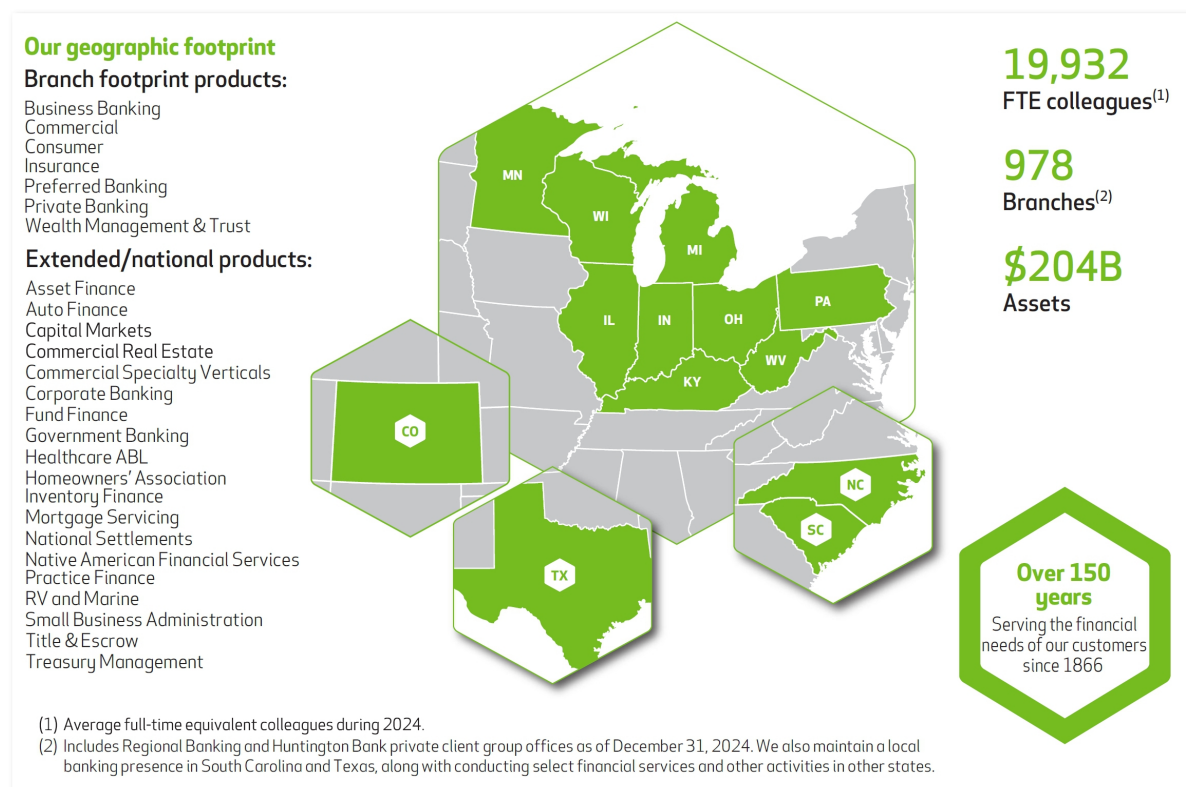 Our geographic footprint
Branch footprint products:
Business Banking
Commercial
Consumer
Insurance
Preferred Banking
Private Banking
Wealth Management & Trust
Extended/national products:
Asset Finance
Auto Finance
Capital Markets
Commercial Real Estate
Commercial Specialty Verticals
Corporate Banking
Fund Finance
Government Banking
Healthcare ABL
Homeowners' Association
Inventory Finance
Mortgage Servicing
National Settlements
Native American Financial Services
Practice Finance
RV and Marine
Small Business Administration
Title & Escrow
Treasury Management
MN
WI
MI
IL
IN
OH
PA
WV
KY
CO
TX
NC
SC
19,932
FTE colleagues(1)
978
Branches(2)
$204B
Assets
Over 150
years
Serving the financial
needs of our customers
since 1866
(1) Average full-time equivalent colleagues during 2024.
(2) Includes Regional Banking and Huntington Bank private client group offices as of December 31, 2024. We also maintain a local
banking presence in South Carolina and Texas, along with conducting select financial services and other activities in other states.